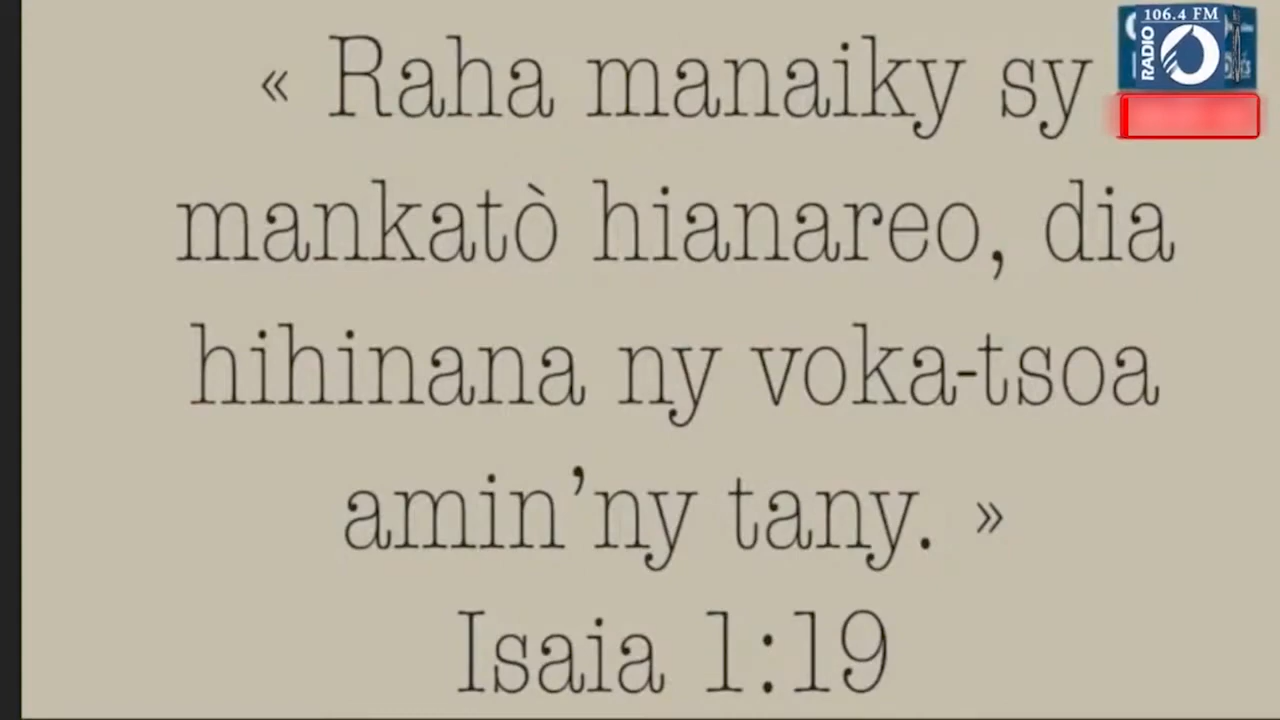 106.4 FM
RADIO
« Raha manaiky sy
mankatò hianareo, dia
hihinana ny voka-tsoa
amin’ny tany. »
Isaia 1:19